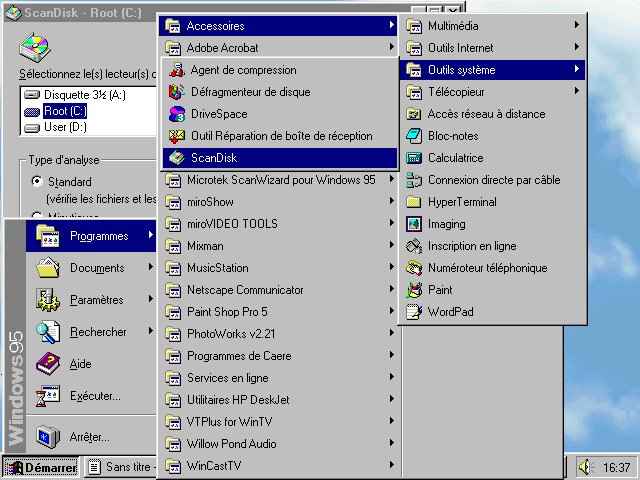 ScanDisk - Root (C:)
Sélectionnez le(s) lecteur(s)
Disquette 3½ (A:)
Root (C:)
User (D:)
Type d'analyse
Standard
(vérifie les fichiers et les
Programmes
Documents
Paramètres
Rechercher
Aide
Exécuter...
Arrêter...
Windows95
Accessoires
Adobe Acrobat
Microtek ScanWizard pour Windows 95
miroShow
miroVIDEO TOOLS
Mixman
MusicStation
Netscape Communicator
Paint Shop Pro 5
PhotoWorks v2.21
Programmes de Caere
Services en ligne
Utilitaires HP DeskJet
VTPlus for WinTV
Willow Pond Audio
WinCastTV
Multimédia
Outils Internet
Outils système
Télécopieur
Accès réseau à distance
Bloc-notes
Calculatrice
Connexion directe par câble
HyperTerminal
Imaging
Inscription en ligne
Numéroteur téléphonique
Paint
WordPad
Agent de compression
Défragmenteur de disque
DriveSpace
Outil Réparation de boîte de réception
ScanDisk
Démarrer
Sans titre -
16:37